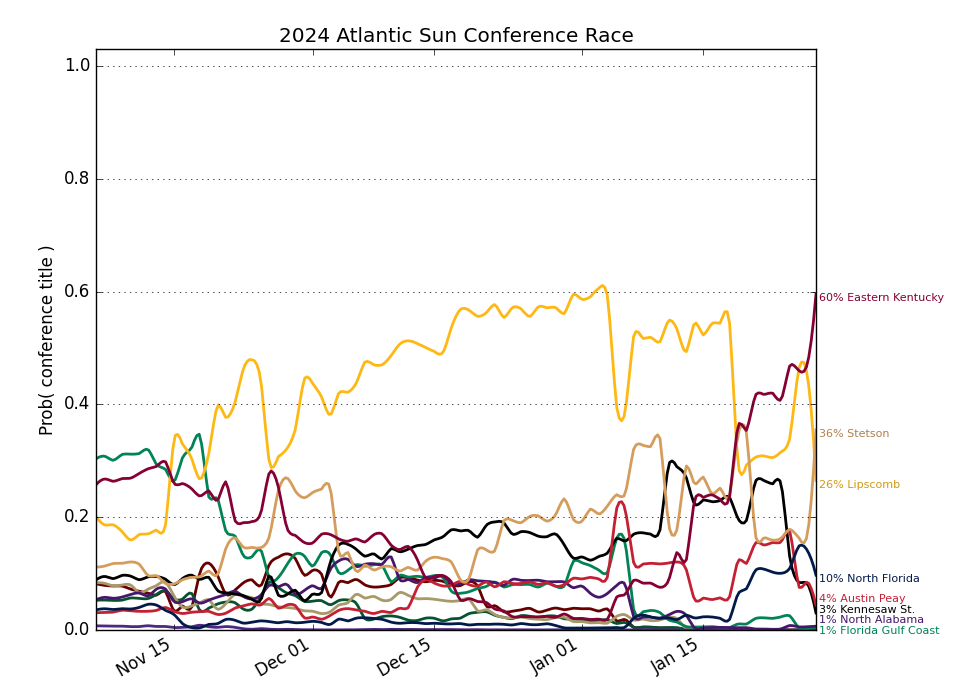 2024 Atlantic Sun Conference Race
Prob( conference title )
1.0
0.8
0.6
0.4
0.2
0.0
Nov 15
Dec 01
Dec 15
Jan 01
Jan 15
60% Eastern Kentucky
36% Stetson
26% Lipscomb
10% North Florida
4% Austin Peay
3% Kennesaw St.
1% North Alabama
1% Florida Gulf Coast